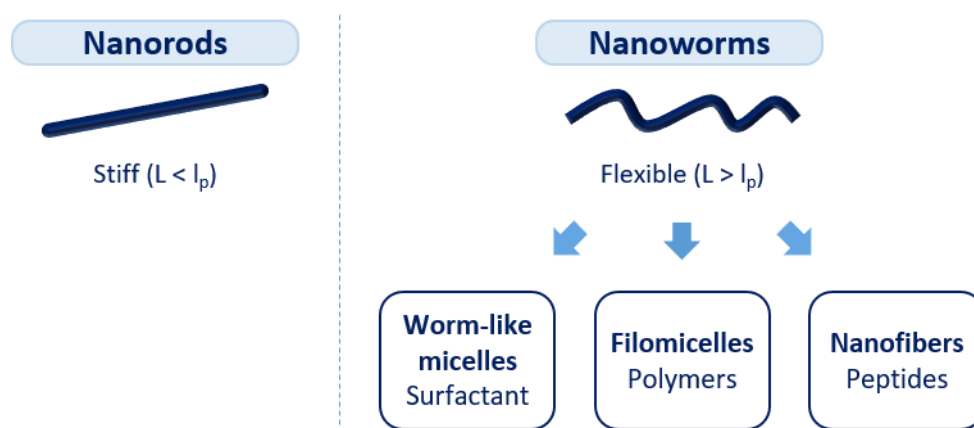 Nanorods
Stiff (L < lp)
Nanoworms
Flexible (L > lp)
Worm-like
micelles
Surfactant
Filomicelles
Polymers
Nanofibers
Peptides